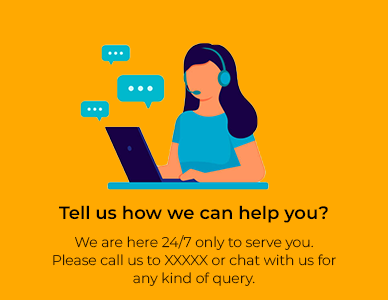 Tell us how we can help you?
We are here 24/7 only to serve you.
Please call us to XXXXX or chat with us for
any kind of query.